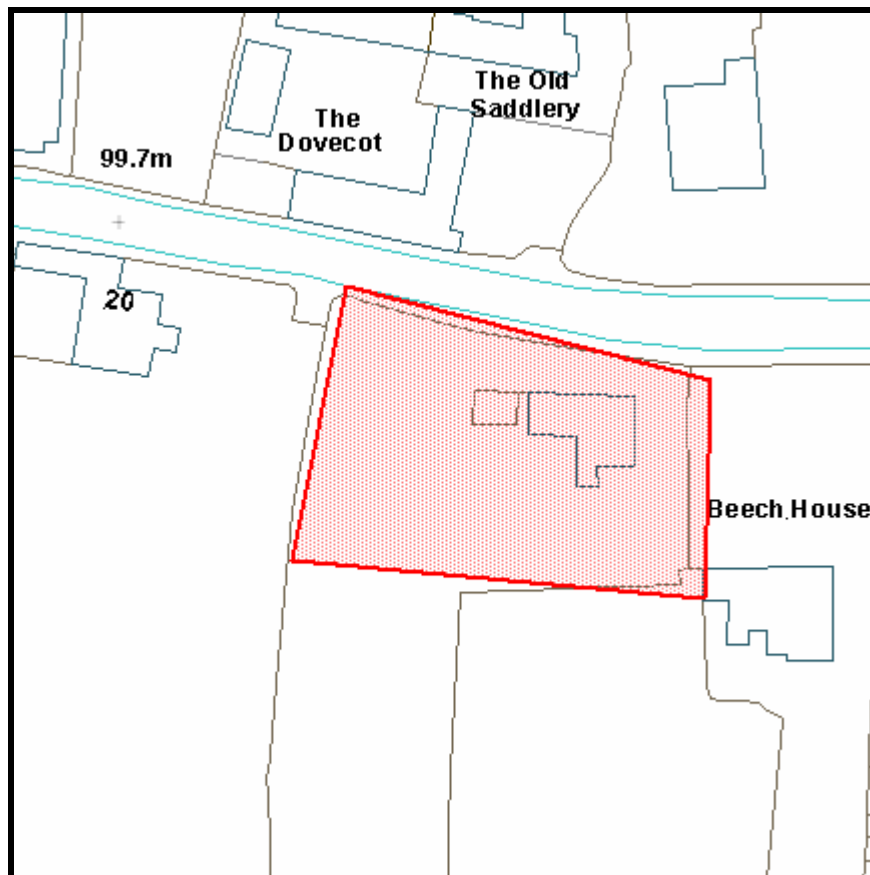 The Old
Saddlery
The
Dovecot
99.7m
20
Beech House